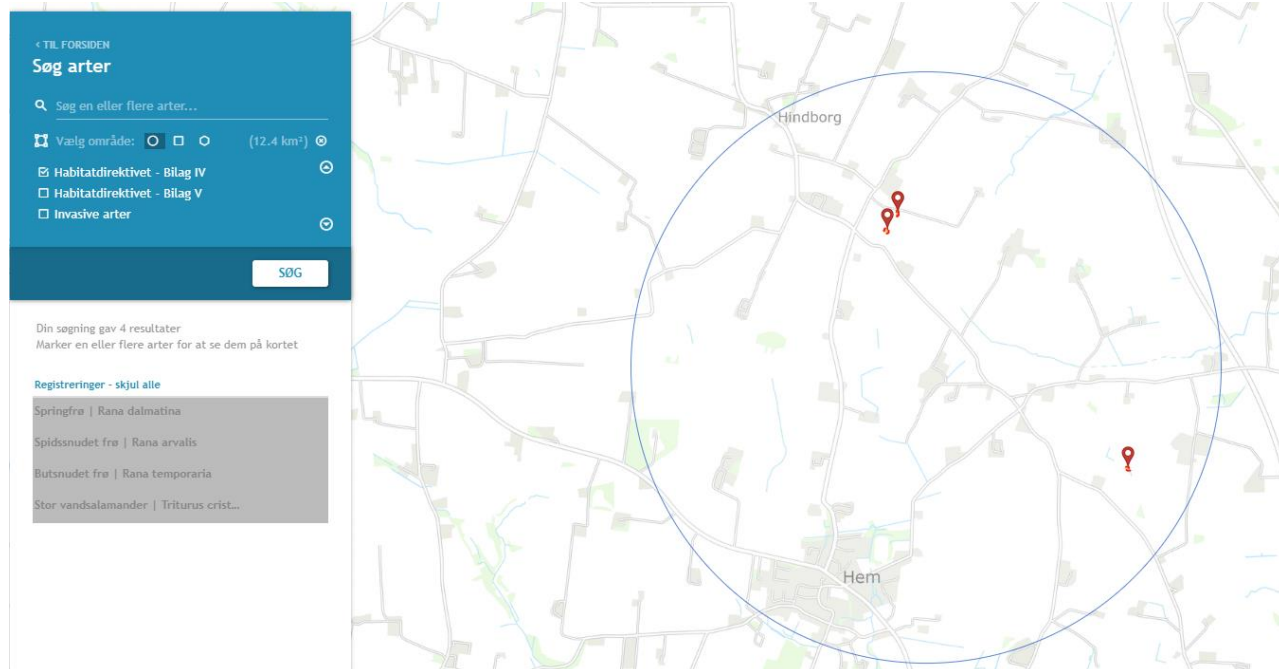 ‹ TIL FORSIDEN
Søg arter
Søg en eller flere arter...
Vælg område: (12.4 km²)
Habitatdirektivet - Bilag IV
Habitatdirektivet - Bilag V
Invasive arter
SØG
Din søgning gav 4 resultater
Marker en eller flere arter for at se dem på kortet
Registreringer - skjul alle
Springfrø | Rana dalmatina
Spidssnudet frø | Rana arvalis
Butsnudet frø | Rana temporaria
Stor vandsalamander | Triturus crist...
Hindborg
Hem